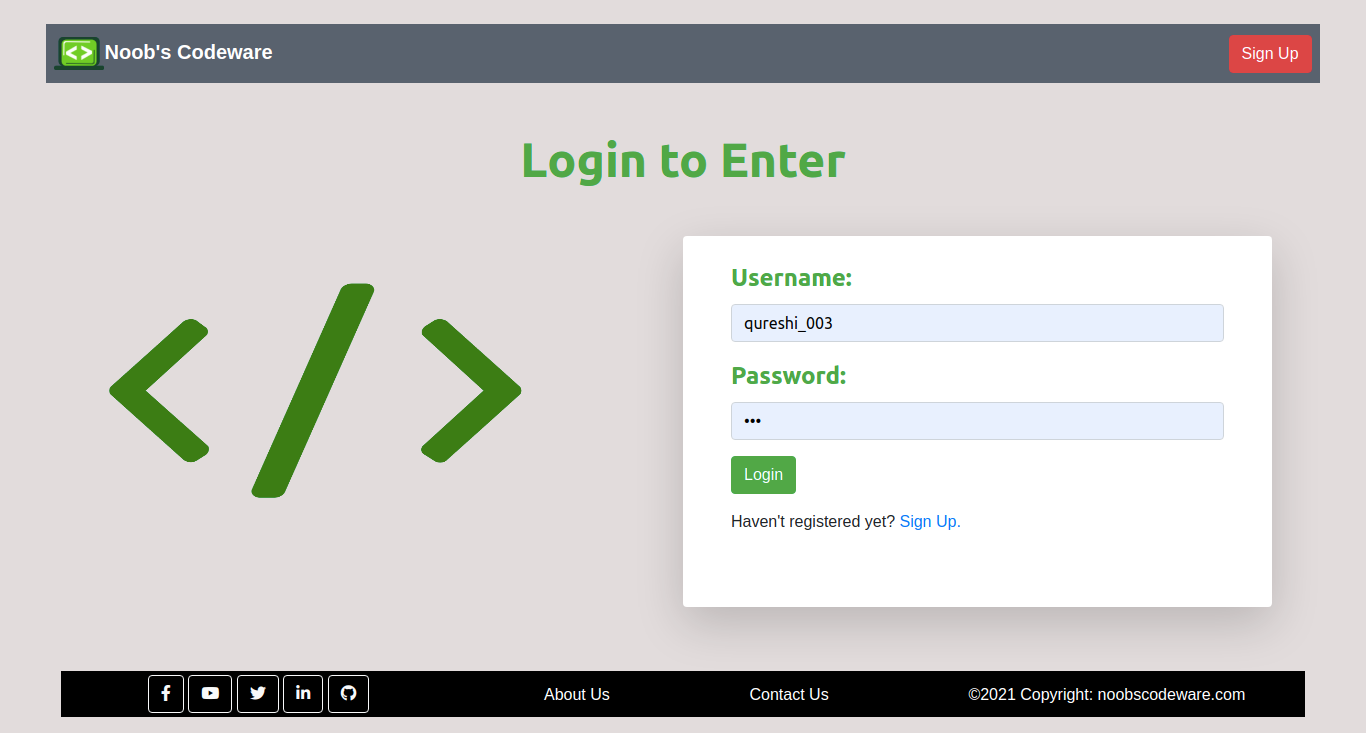 Noob's Codeware
Sign Up
Login to Enter
Username:
qureshi_003
Password:
•••
Login
Haven't registered yet? Sign Up.
About Us
Contact Us
©2021 Copyright: noobscodeware.com